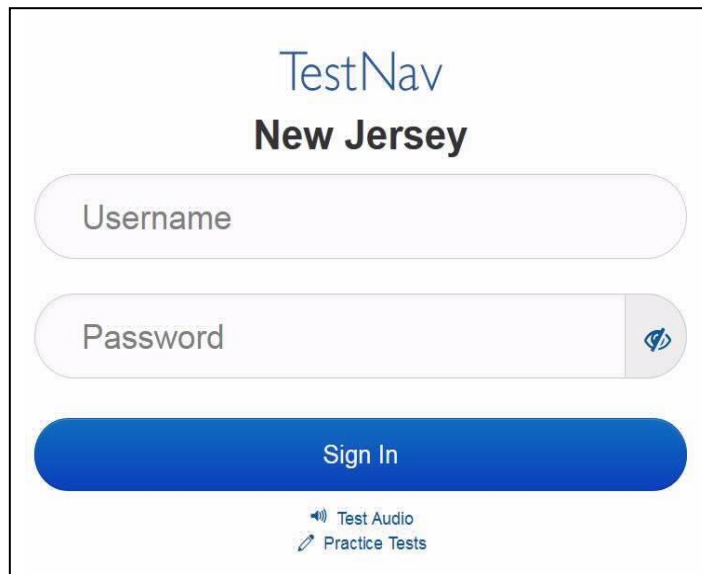 TestNav
New Jersey
Username
Password
Sign In
Test Audio
Practice Tests